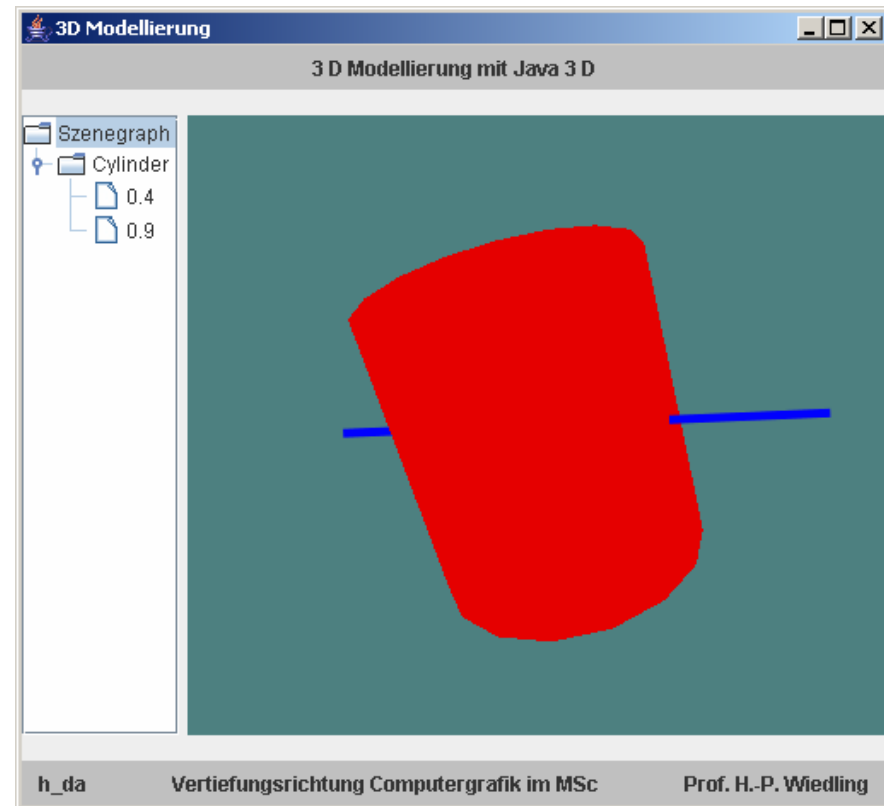 3D Modellierung
3 D Modellierung mit Java 3 D
Szenegraph
Cylinder
0.4
0.9
h_da Vertiefungsrichtung Computergrafik im MSc Prof. H.-P. Wiedling